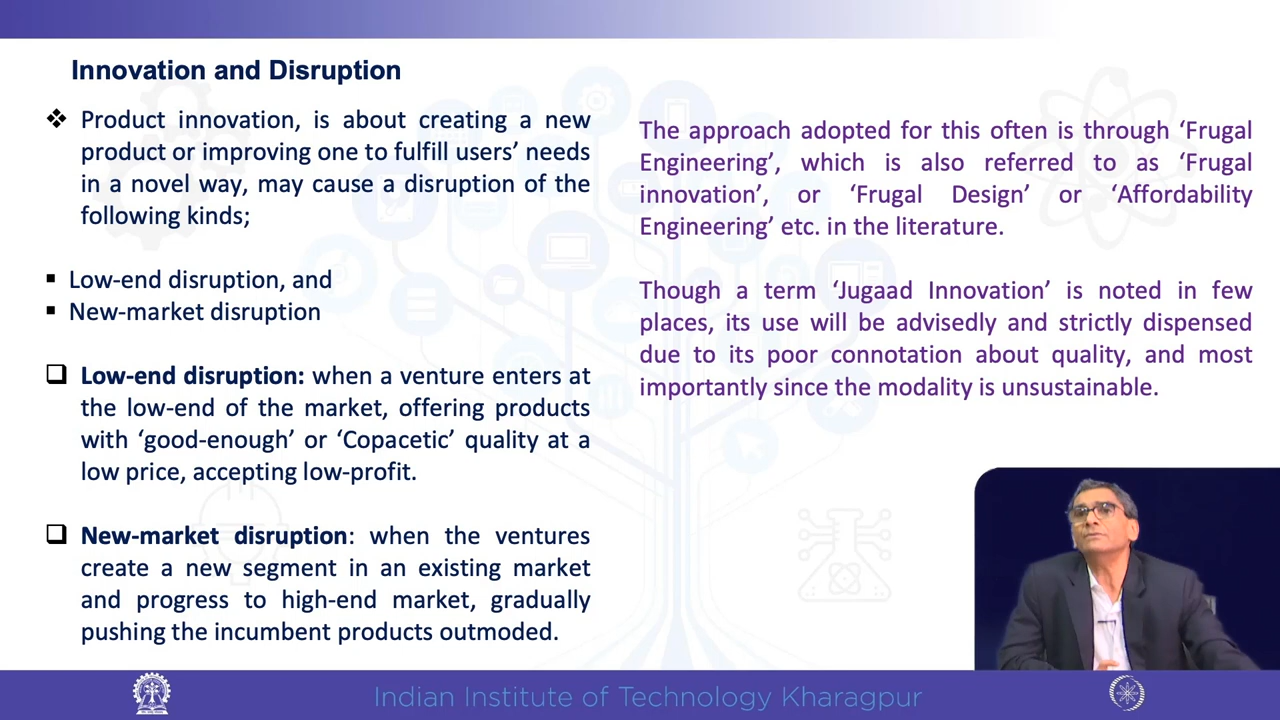 Innovation and Disruption
❖ Product innovation, is about creating a new
product or improving one to fulfill users’ needs
in a novel way, may cause a disruption of the
following kinds;
▪ Low-end disruption, and
▪ New-market disruption
❑ Low-end disruption: when a venture enters at
the low-end of the market, offering products
with ‘good-enough’ or ‘Copacetic’ quality at a
low price, accepting low-profit.
❑ New-market disruption: when the ventures
create a new segment in an existing market
and progress to high-end market, gradually
pushing the incumbent products outmoded.
The approach adopted for this often is through ‘Frugal
Engineering’, which is also referred to as ‘Frugal
innovation’, or ‘Frugal Design’ or ‘Affordability
Engineering’ etc. in the literature.
Though a term ‘Jugaad Innovation’ is noted in few
places, its use will be advisedly and strictly dispensed
due to its poor connotation about quality, and most
importantly since the modality is unsustainable.
Indian Institute of Technology Kharagpur